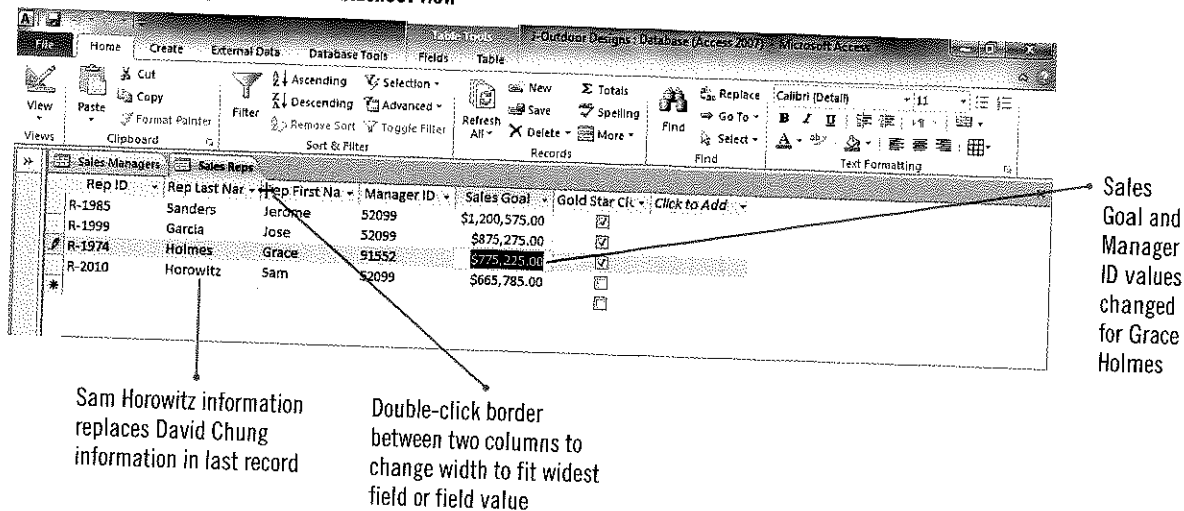 Table Tools
J-Outdoor Designs : Database (Access 2007) - Microsoft Access
File Home Create External Data Database Tools Fields Table
View
Views
Paste
Cut
Copy
Format Painter
Clipboard
Filter
Ascending
Descending
Remove Sort
Selection
Advanced
Toggle Filter
Sort & Filter
Refresh All
New
Save
Delete
Totals
Spelling
More
Records
Find
Replace
Go To
Select
Find
Calibri (Detail) 11
B I U
Text Formatting
Sales Managers Sales Reps
Rep ID Rep Last Nar Rep First Na Manager ID Sales Goal Gold Star Cl Click to Add
R-1985 Sanders Jerome 52099 $1,200,575.00
R-1999 Garcia Jose 52099 $875,275.00
R-1974 Holmes Grace 91552 $775,225.00
R-2010 Horowitz Sam 52099 $665,785.00
Sales
Goal and
Manager
ID values
changed
for Grace
Holmes
Sam Horowitz information
replaces David Chung
information in last record
Double-click border
between two columns to
change width to fit widest
field or field value